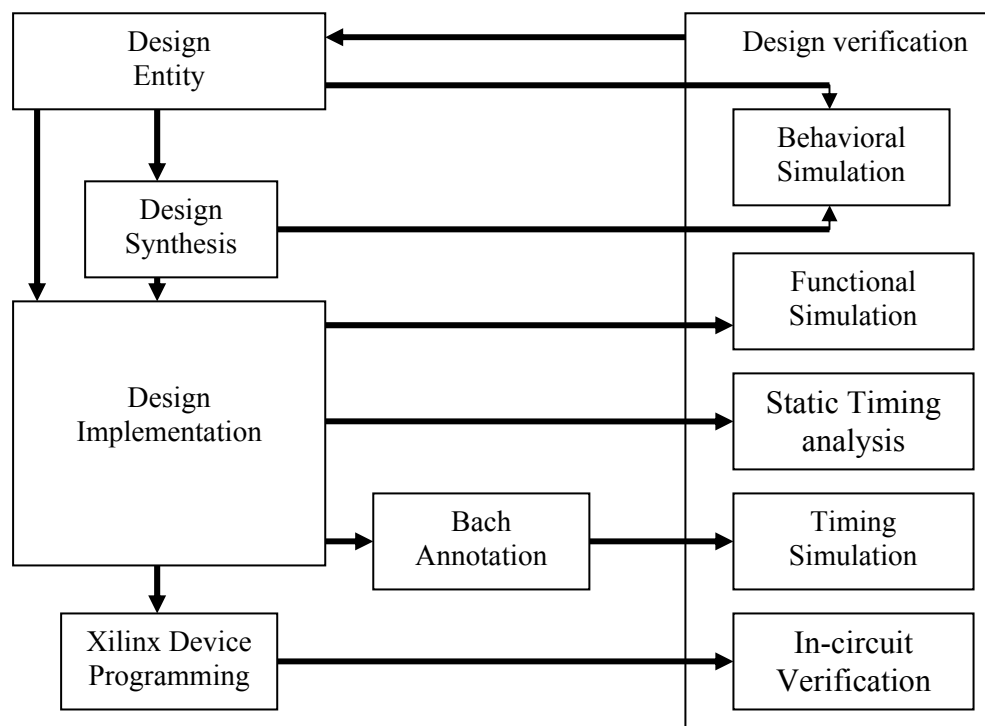 Design
Entity
Design verification
Behavioral
Simulation
Design
Synthesis
Functional
Simulation
Design
Implementation
Static Timing
analysis
Bach
Annotation
Timing
Simulation
Xilinx Device
Programming
In-circuit
Verification